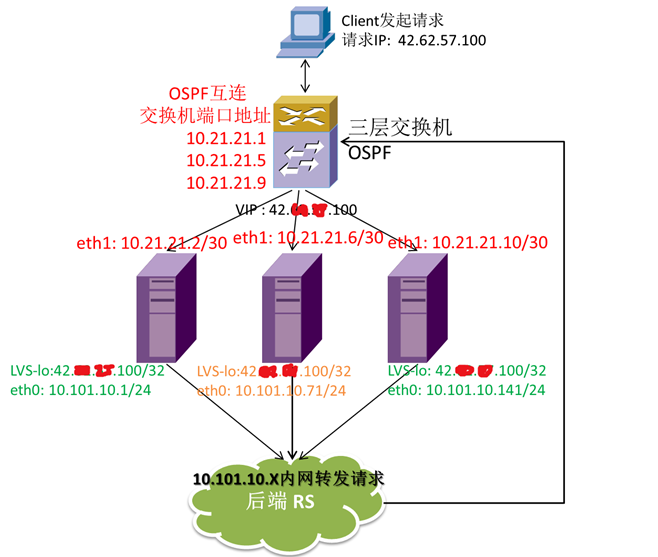 Client发起请求
请求IP: 42.62.57.100
OSPF互连
交换机端口地址
10.21.21.1
10.21.21.5
10.21.21.9
三层交换机
OSPF
VIP : 42. .100
eth1: 10.21.21.2/30
eth1: 10.21.21.6/30
eth1: 10.21.21.10/30
LVS-lo:42. .100/32
eth0: 10.101.10.1/24
LVS-lo:42. .100/32
eth0: 10.101.10.71/24
LVS-lo: 42. .100/32
eth0: 10.101.10.141/24
10.101.10.X内网转发请求
后端 RS